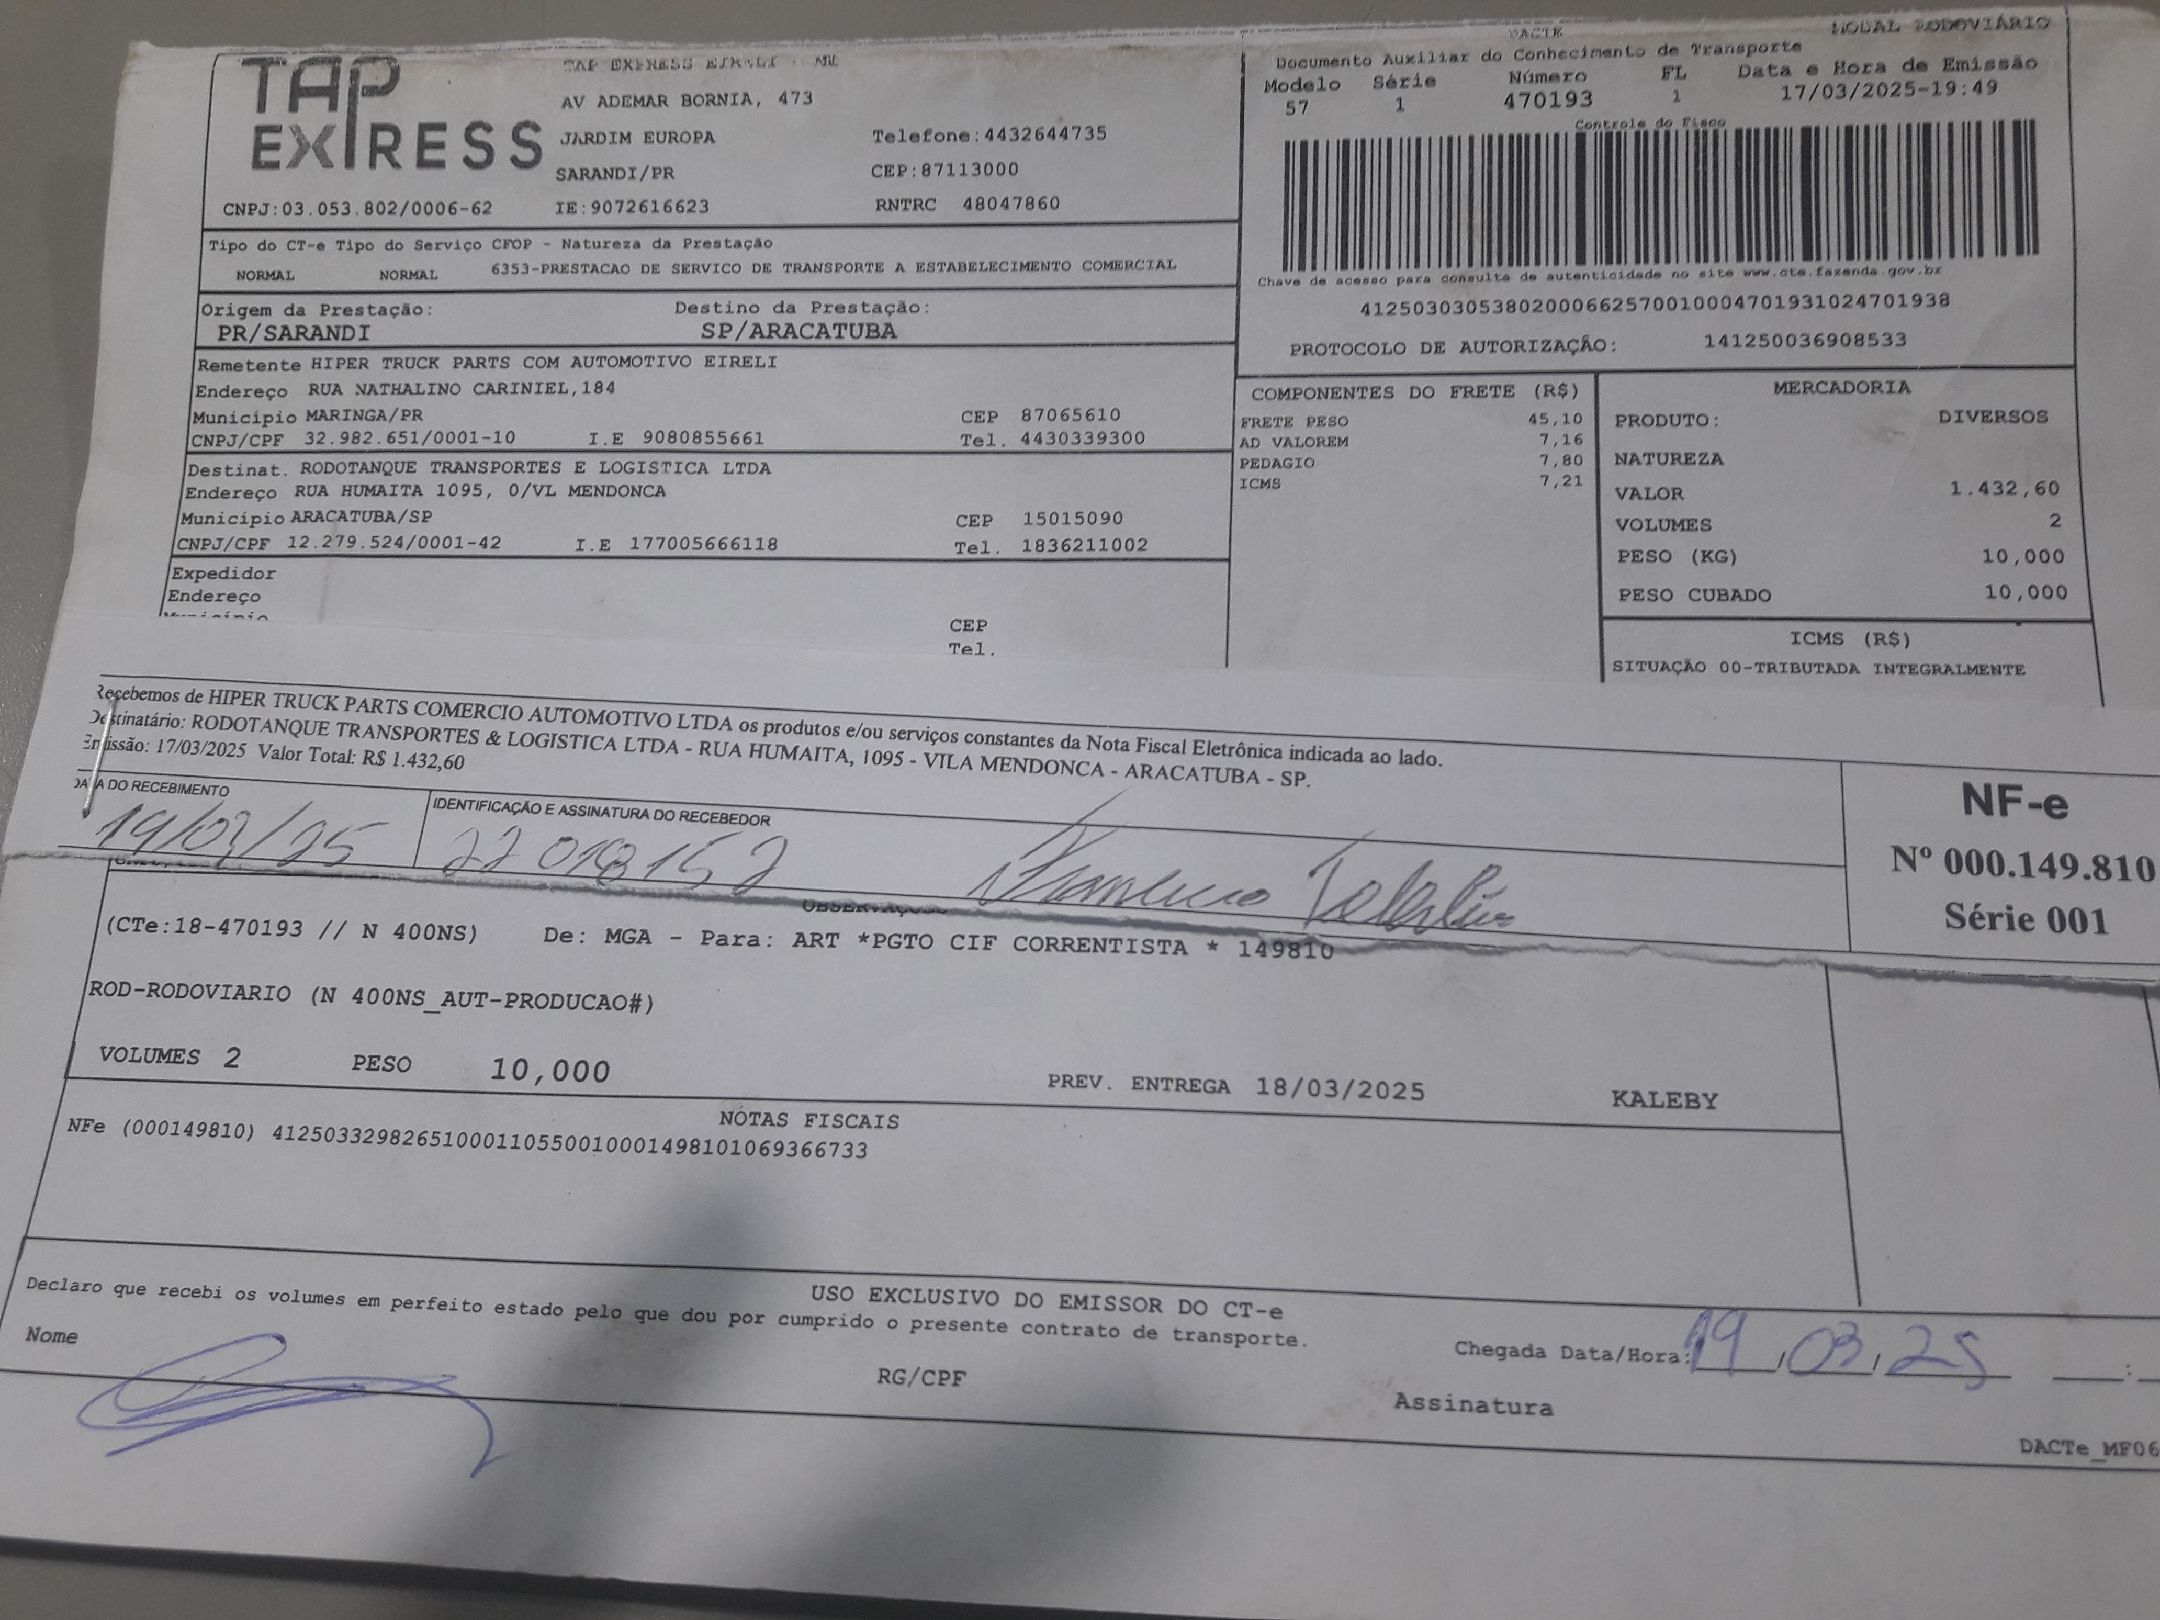 DACTE
MODAL RODOVIÁRIO
TAP EXPRESS
TAP EXPRESS EIRELI - ME
AV ADEMAR BORNIA, 473
JARDIM EUROPA Telefone:4432644735
SARANDI/PR CEP:87113000
CNPJ:03.053.802/0006-62 IE:9072616623 RNTRC 48047860
Documento Auxiliar do Conhecimento de Transporte
Modelo Série Número FL Data e Hora de Emissão
57 1 470193 1 17/03/2025-19:49
Controle do Fisco
Chave de acesso para consulta de autenticidade no site www.cte.fazenda.gov.br
41250303053802000662570010004701931024701938
PROTOCOLO DE AUTORIZAÇÃO: 141250036908533
Tipo do CT-e Tipo do Serviço CFOP - Natureza da Prestação
NORMAL NORMAL 6353-PRESTACAO DE SERVICO DE TRANSPORTE A ESTABELECIMENTO COMERCIAL
Origem da Prestação: Destino da Prestação:
PR/SARANDI SP/ARACATUBA
Remetente HIPER TRUCK PARTS COM AUTOMOTIVO EIRELI
Endereço RUA NATHALINO CARINIEL,184
Município MARINGA/PR CEP 87065610
CNPJ/CPF 32.982.651/0001-10 I.E 9080855661 Tel. 4430339300
Destinat. RODOTANQUE TRANSPORTES E LOGISTICA LTDA
Endereço RUA HUMAITA 1095, 0/VL MENDONCA
Município ARACATUBA/SP CEP 15015090
CNPJ/CPF 12.279.524/0001-42 I.E 177005666118 Tel. 1836211002
Expedidor
Endereço
Município CEP
Tel.
COMPONENTES DO FRETE (R$)
FRETE PESO 45,10
AD VALOREM 7,16
PEDAGIO 7,80
ICMS 7,21
MERCADORIA
PRODUTO: DIVERSOS
NATUREZA
VALOR 1.432,60
VOLUMES 2
PESO (KG) 10,000
PESO CUBADO 10,000
ICMS (R$)
SITUAÇÃO 00-TRIBUTADA INTEGRALMENTE
Recebemos de HIPER TRUCK PARTS COMERCIO AUTOMOTIVO LTDA os produtos e/ou serviços constantes da Nota Fiscal Eletrônica indicada ao lado.
Destinatário: RODOTANQUE TRANSPORTES & LOGISTICA LTDA - RUA HUMAITA, 1095 - VILA MENDONCA - ARACATUBA - SP.
Emissão: 17/03/2025 Valor Total: R$ 1.432,60
DATA DO RECEBIMENTO IDENTIFICAÇÃO E ASSINATURA DO RECEBEDOR
19/03/25
NF-e
Nº 000.149.810
Série 001
OBSERVAÇOES
(CTe:18-470193 // N 400NS) De: MGA - Para: ART *PGTO CIF CORRENTISTA * 149810
ROD-RODOVIARIO (N 400NS_AUT-PRODUCAO#)
VOLUMES 2 PESO 10,000 PREV. ENTREGA 18/03/2025 KALEBY
NOTAS FISCAIS
NFe (000149810) 41250332982651000110550010001498101069366733
USO EXCLUSIVO DO EMISSOR DO CT-e
Declaro que recebi os volumes em perfeito estado pelo que dou por cumprido o presente contrato de transporte.
Nome RG/CPF Chegada Data/Hora: 19/03/25 :
Assinatura
DACTe_MF06